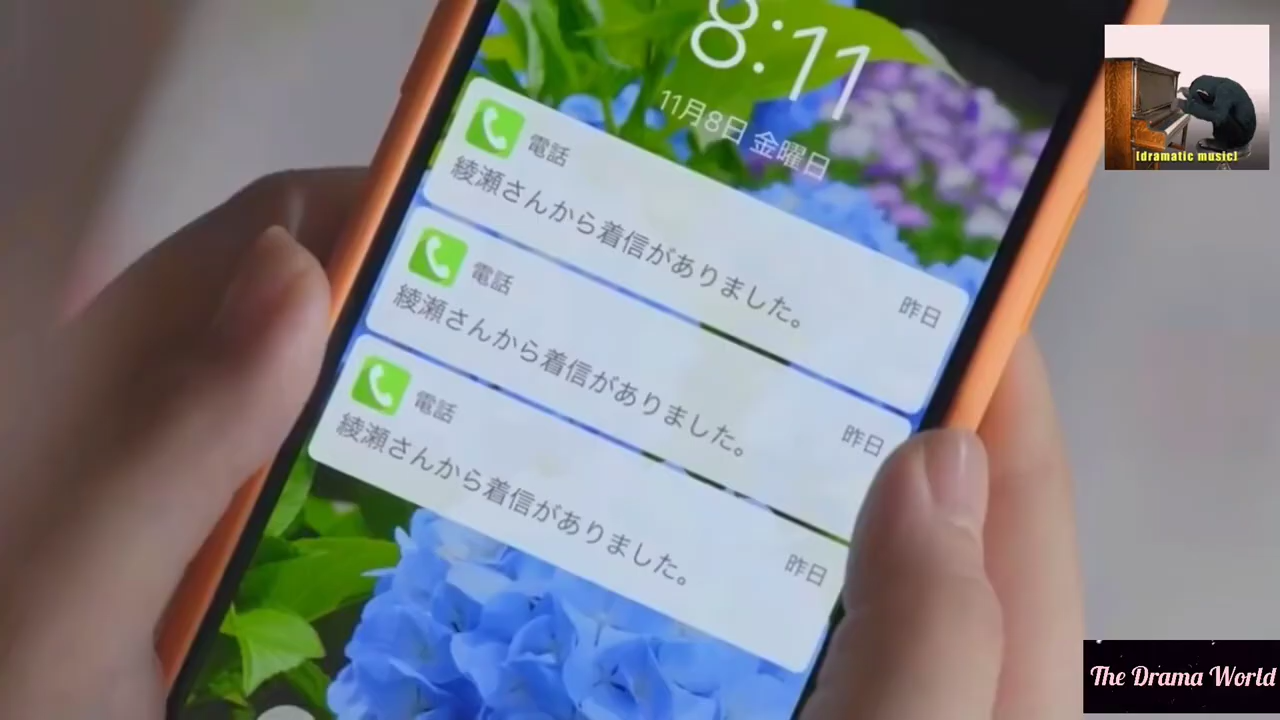 8:11
11月8日 金曜日
電話
昨日
綾瀬さんから着信がありました。
電話
昨日
綾瀬さんから着信がありました。
電話
昨日
綾瀬さんから着信がありました。
[dramatic music]
The Drama World